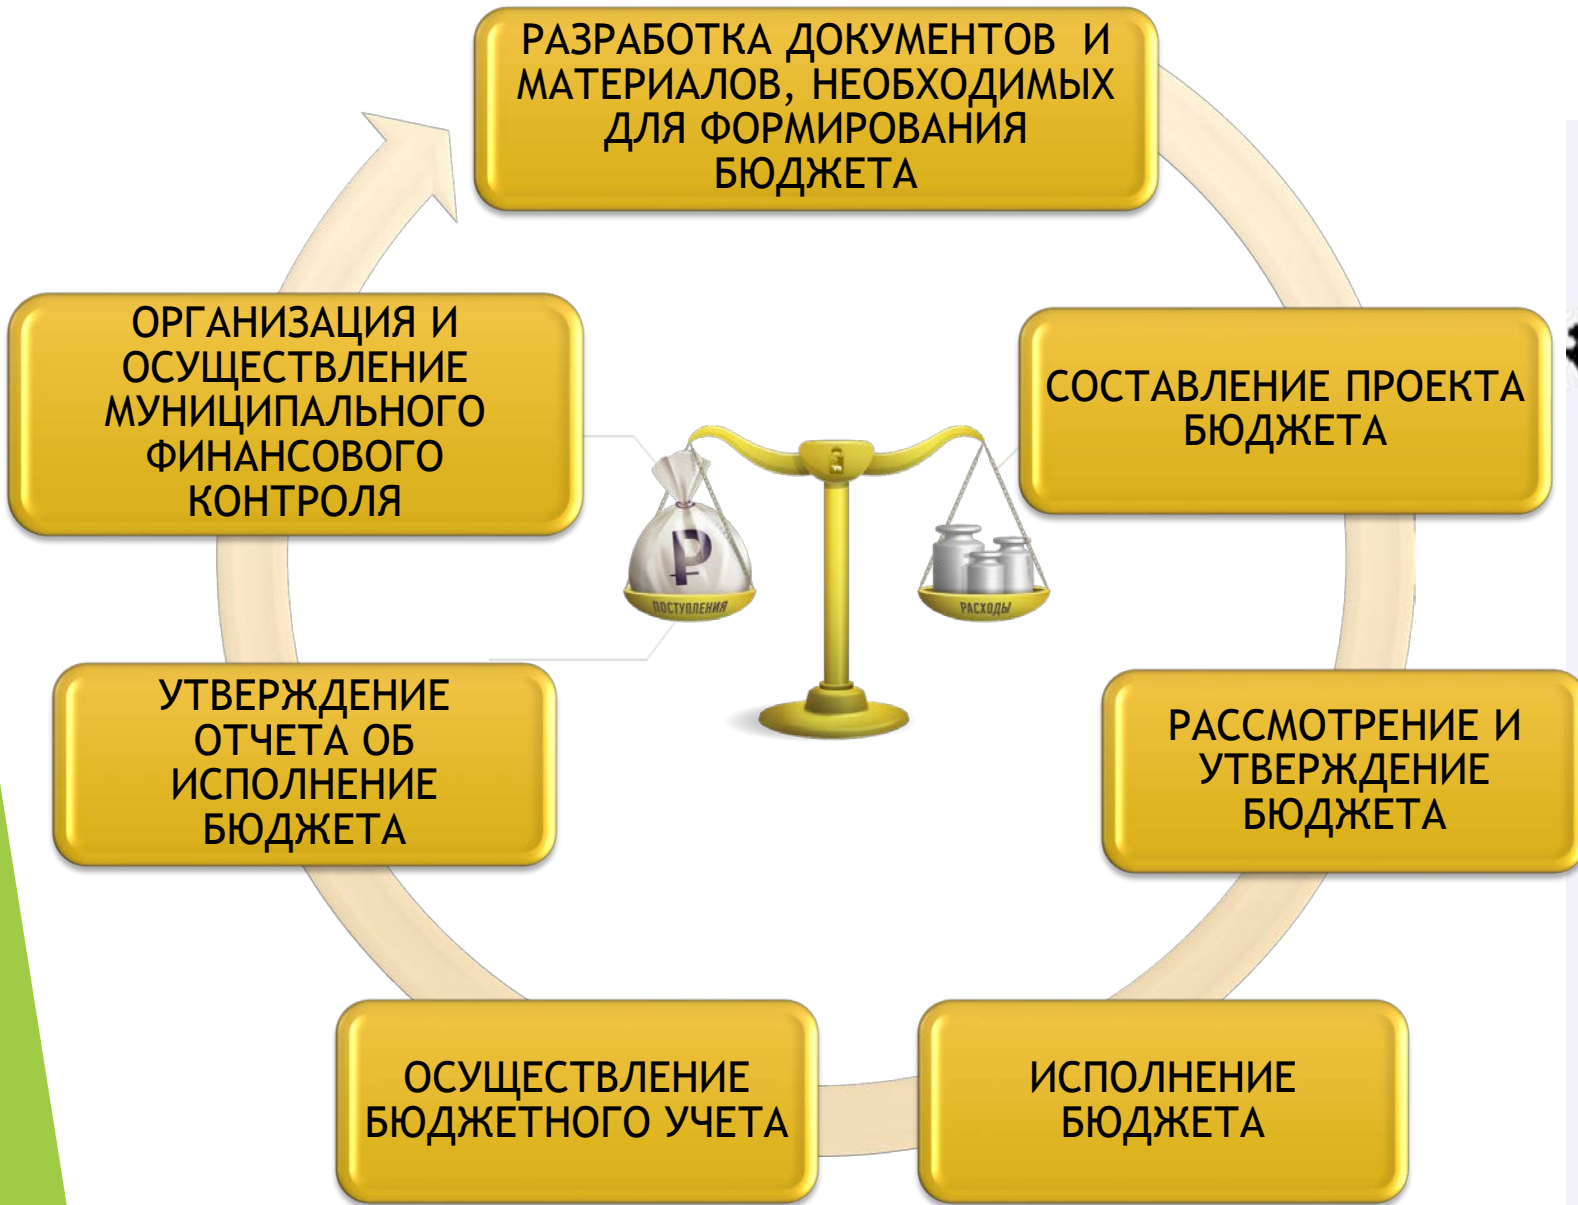 РАЗРАБОТКА ДОКУМЕНТОВ И
МАТЕРИАЛОВ, НЕОБХОДИМЫХ
ДЛЯ ФОРМИРОВАНИЯ
БЮДЖЕТА
СОСТАВЛЕНИЕ ПРОЕКТА
БЮДЖЕТА
РАССМОТРЕНИЕ И
УТВЕРЖДЕНИЕ
БЮДЖЕТА
ИСПОЛНЕНИЕ
БЮДЖЕТА
ОСУЩЕСТВЛЕНИЕ
БЮДЖЕТНОГО УЧЕТА
УТВЕРЖДЕНИЕ
ОТЧЕТА ОБ
ИСПОЛНЕНИЕ
БЮДЖЕТА
ОРГАНИЗАЦИЯ И
ОСУЩЕСТВЛЕНИЕ
МУНИЦИПАЛЬНОГО
ФИНАНСОВОГО
КОНТРОЛЯ
ПОСТУПЛЕНИЯ
РАСХОДЫ